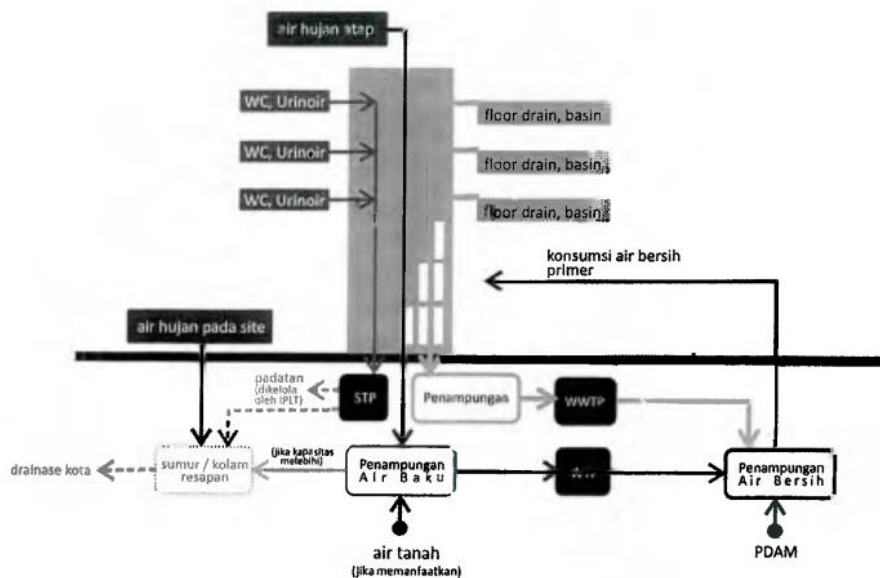 air hujan atap
WC, Urinoir
floor drain, basin
WC, Urinoir
floor drain, basin
WC, Urinoir
floor drain, basin
konsumsi air bersih
primer
air hujan pada site
padatan
(dikelola
oleh IPLT)
STP
Penampungan
WWTP
drainase kota
sumur / kolam
resapan
(jika kapasitas
melebihi)
Penampungan
Air Baku
WTP
Penampungan
Air Bersih
air tanah
(jika memanfaatkan)
PDAM